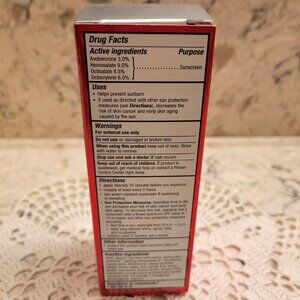 Drug Facts
Active ingredients Purpose
Avobenzone 3.0%
Homosalate 9.0%
Octisalate 4.5% Sunscreen
Octocrylene 6.0%
Uses
• helps prevent sunburn
• if used as directed with other sun protection
measures (see Directions), decreases the
risk of skin cancer and early skin aging
caused by the sun
Warnings
For external use only
Do not use on damaged or broken skin.
When using this product keep out of eyes. Rinse
with water to remove.
Stop use and ask a doctor if rash occurs.
Keep out of reach of children. If product is
swallowed, get medical help or contact a Poison
Control Center right away.
Directions
• apply liberally 15 minutes before sun exposure
• reapply at least every 2 hours
• use water resistant sunscreen if swimming
or sweating
• Sun Protection Measures. Spending time in the
sun increases your risk of skin cancer and early
skin aging. To decrease this risk, regularly use a
sunscreen with a Broad Spectrum SPF
Other information
Inactive ingredients